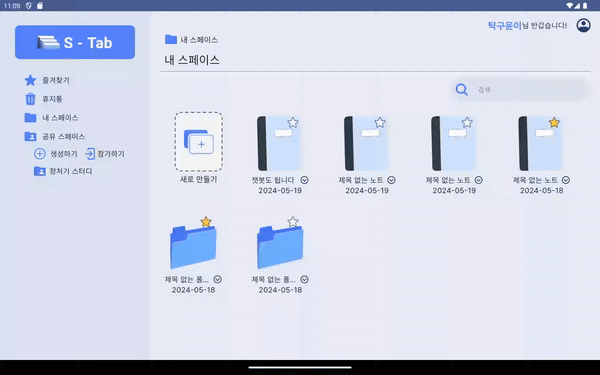 11:09
탁구윤이님 반갑습니다!
S - Tab
내 스페이스
내 스페이스
즐겨찾기
휴지통
내 스페이스
공유 스페이스
생성하기 참가하기
정처기 스터디
검색
새로 만들기
챗봇도 됩니다
2024-05-19
제목 없는 노트
2024-05-19
제목 없는 노트
2024-05-19
제목 없는 노트
2024-05-18
제목 없는 폴...
2024-05-18
제목 없는 폴...
2024-05-18